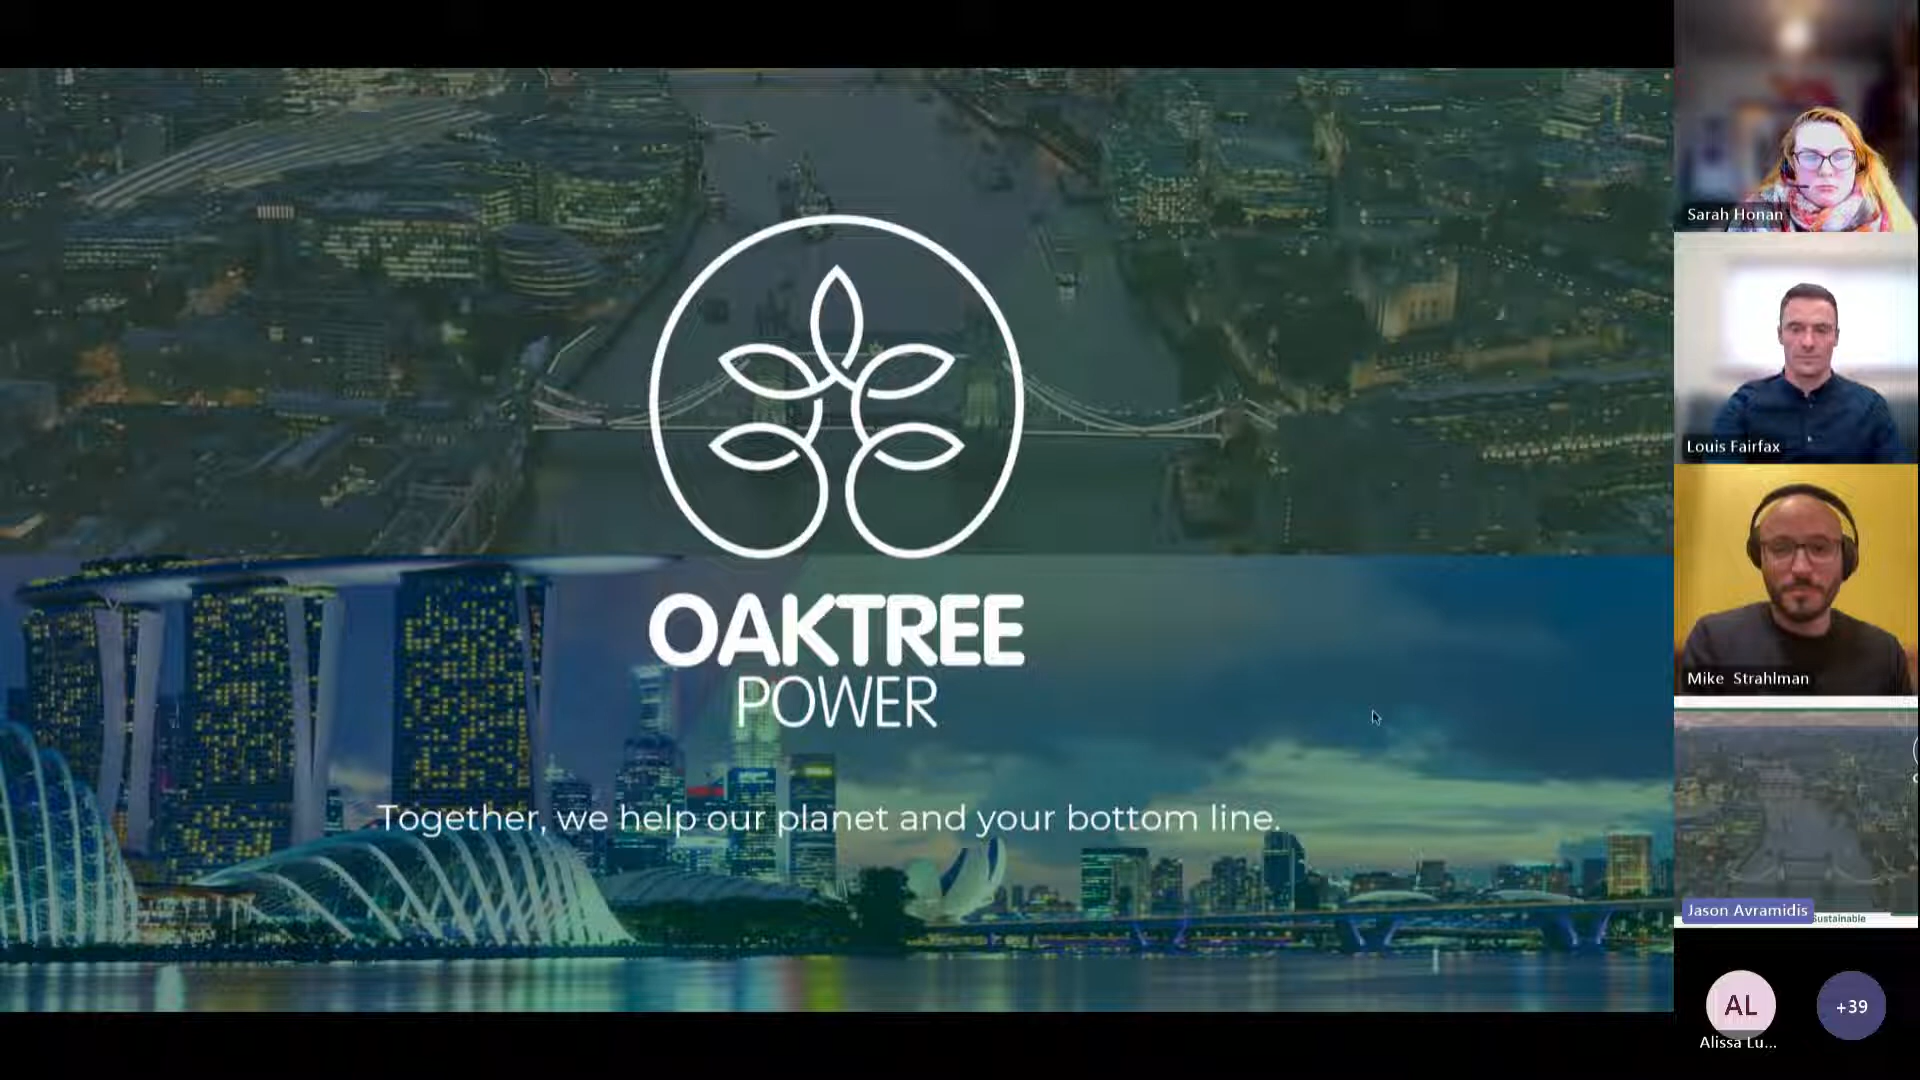 OAKTREE
POWER
Together, we help our planet and your bottom line.
Sarah Honan
Louis Fairfax
Mike Strahlman
Jason Avramidis
Sustainable
AL
+39
Alissa Lu...